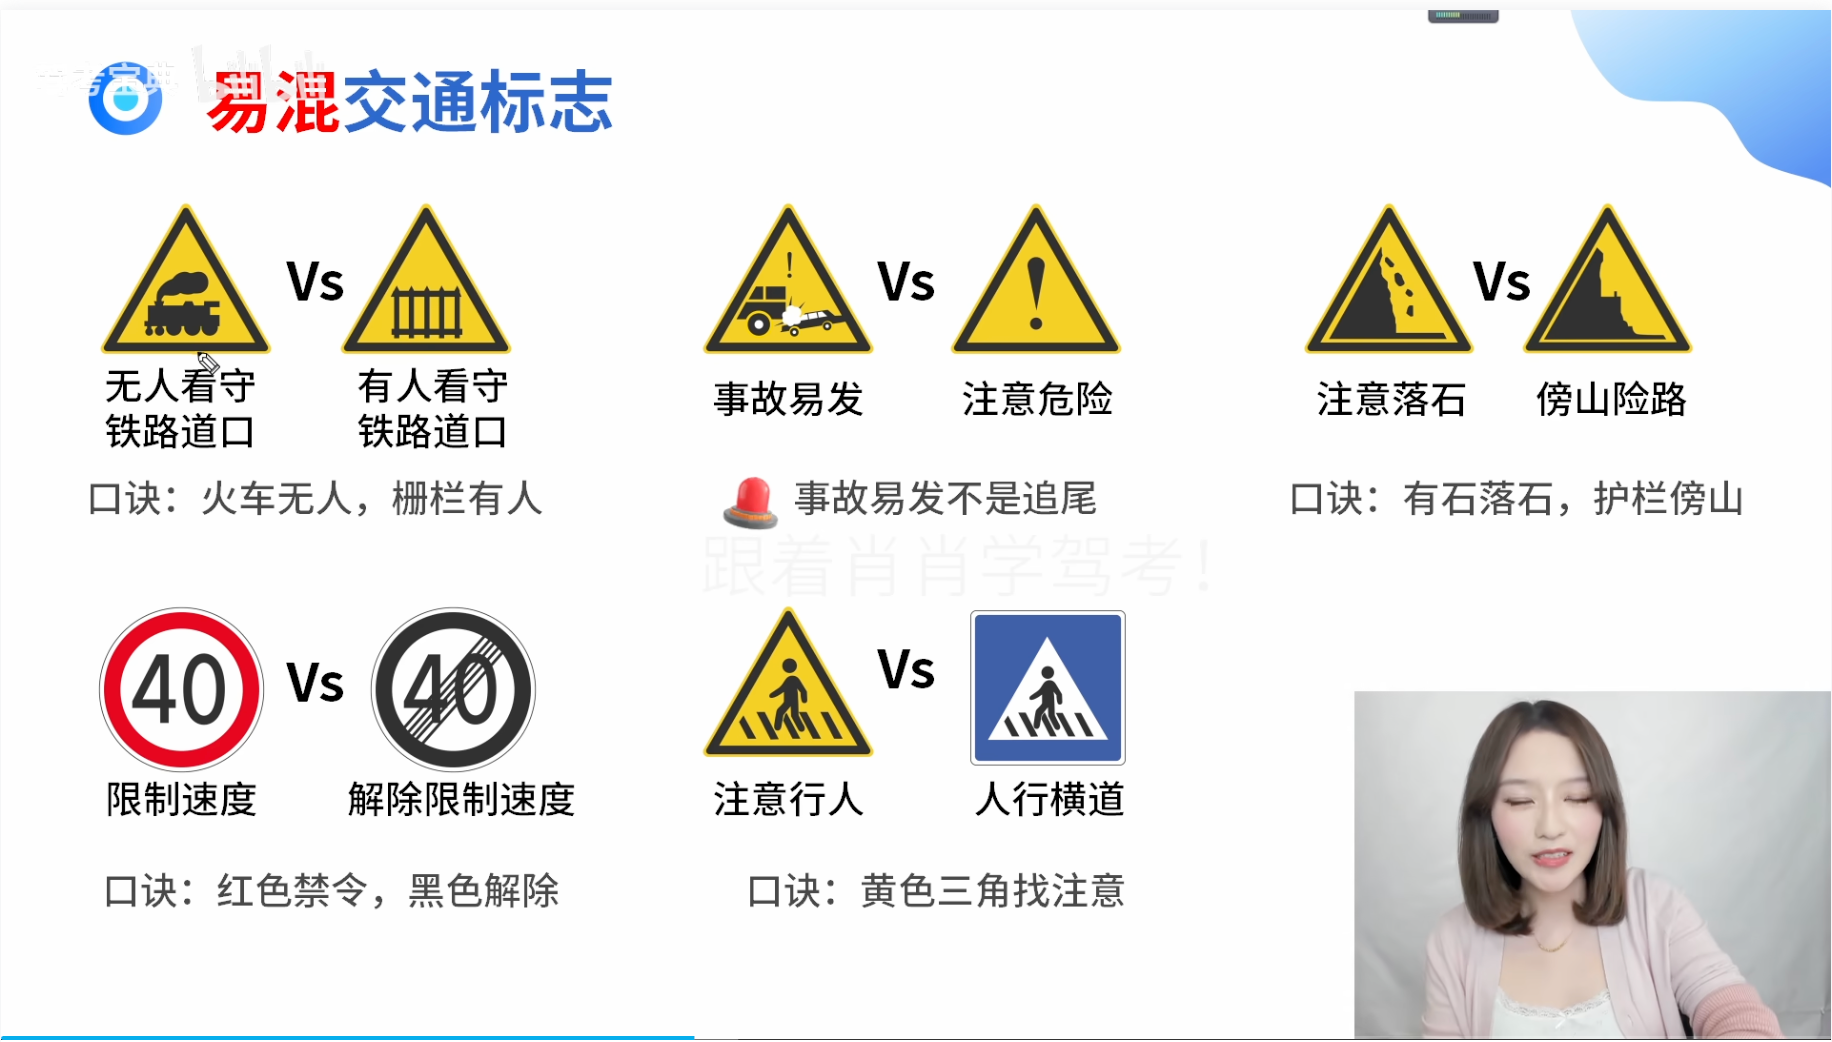 考宝典 bilibili
易混交通标志
Vs
无人看守
铁路道口
有人看守
铁路道口
口诀：火车无人，栅栏有人
!
Vs
!
事故易发
注意危险
事故易发不是追尾
Vs
注意落石
傍山险路
口诀：有石落石，护栏傍山
跟着肖肖学驾考！
40
Vs
40
限制速度
解除限制速度
口诀：红色禁令，黑色解除
Vs
注意行人
人行横道
口诀：黄色三角找注意